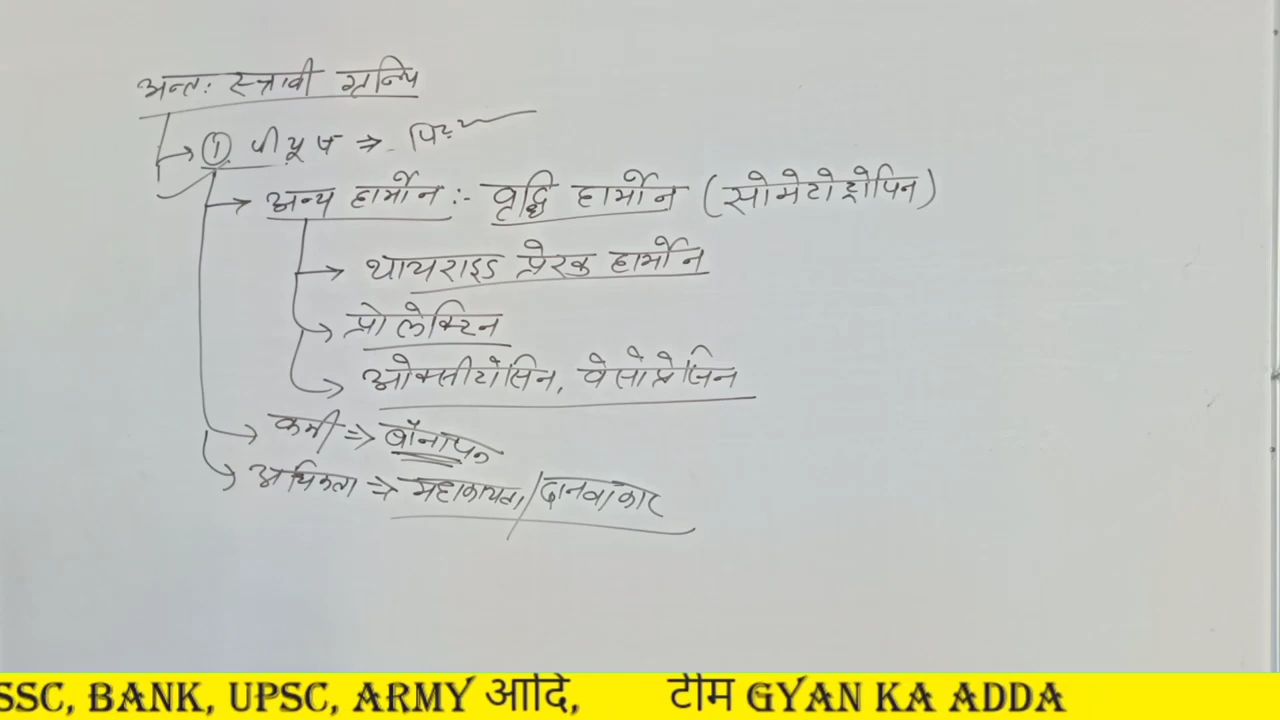 अन्तः स्त्रावी ग्रन्थि
① पीयूष ⇒
अन्य हार्मोन :- वृद्धि हार्मोन (सोमेटोट्रोपिन)
थायराइड प्रेरक हार्मोन
प्रोलेक्टिन
ओक्सीटोसिन, वेसोप्रेसिन
कमी ⇒ बौनापन
अधिकता ⇒ महाकायता/दानवाकार
SSC, BANK, UPSC, ARMY आदि, टीम GYAN KA ADDA